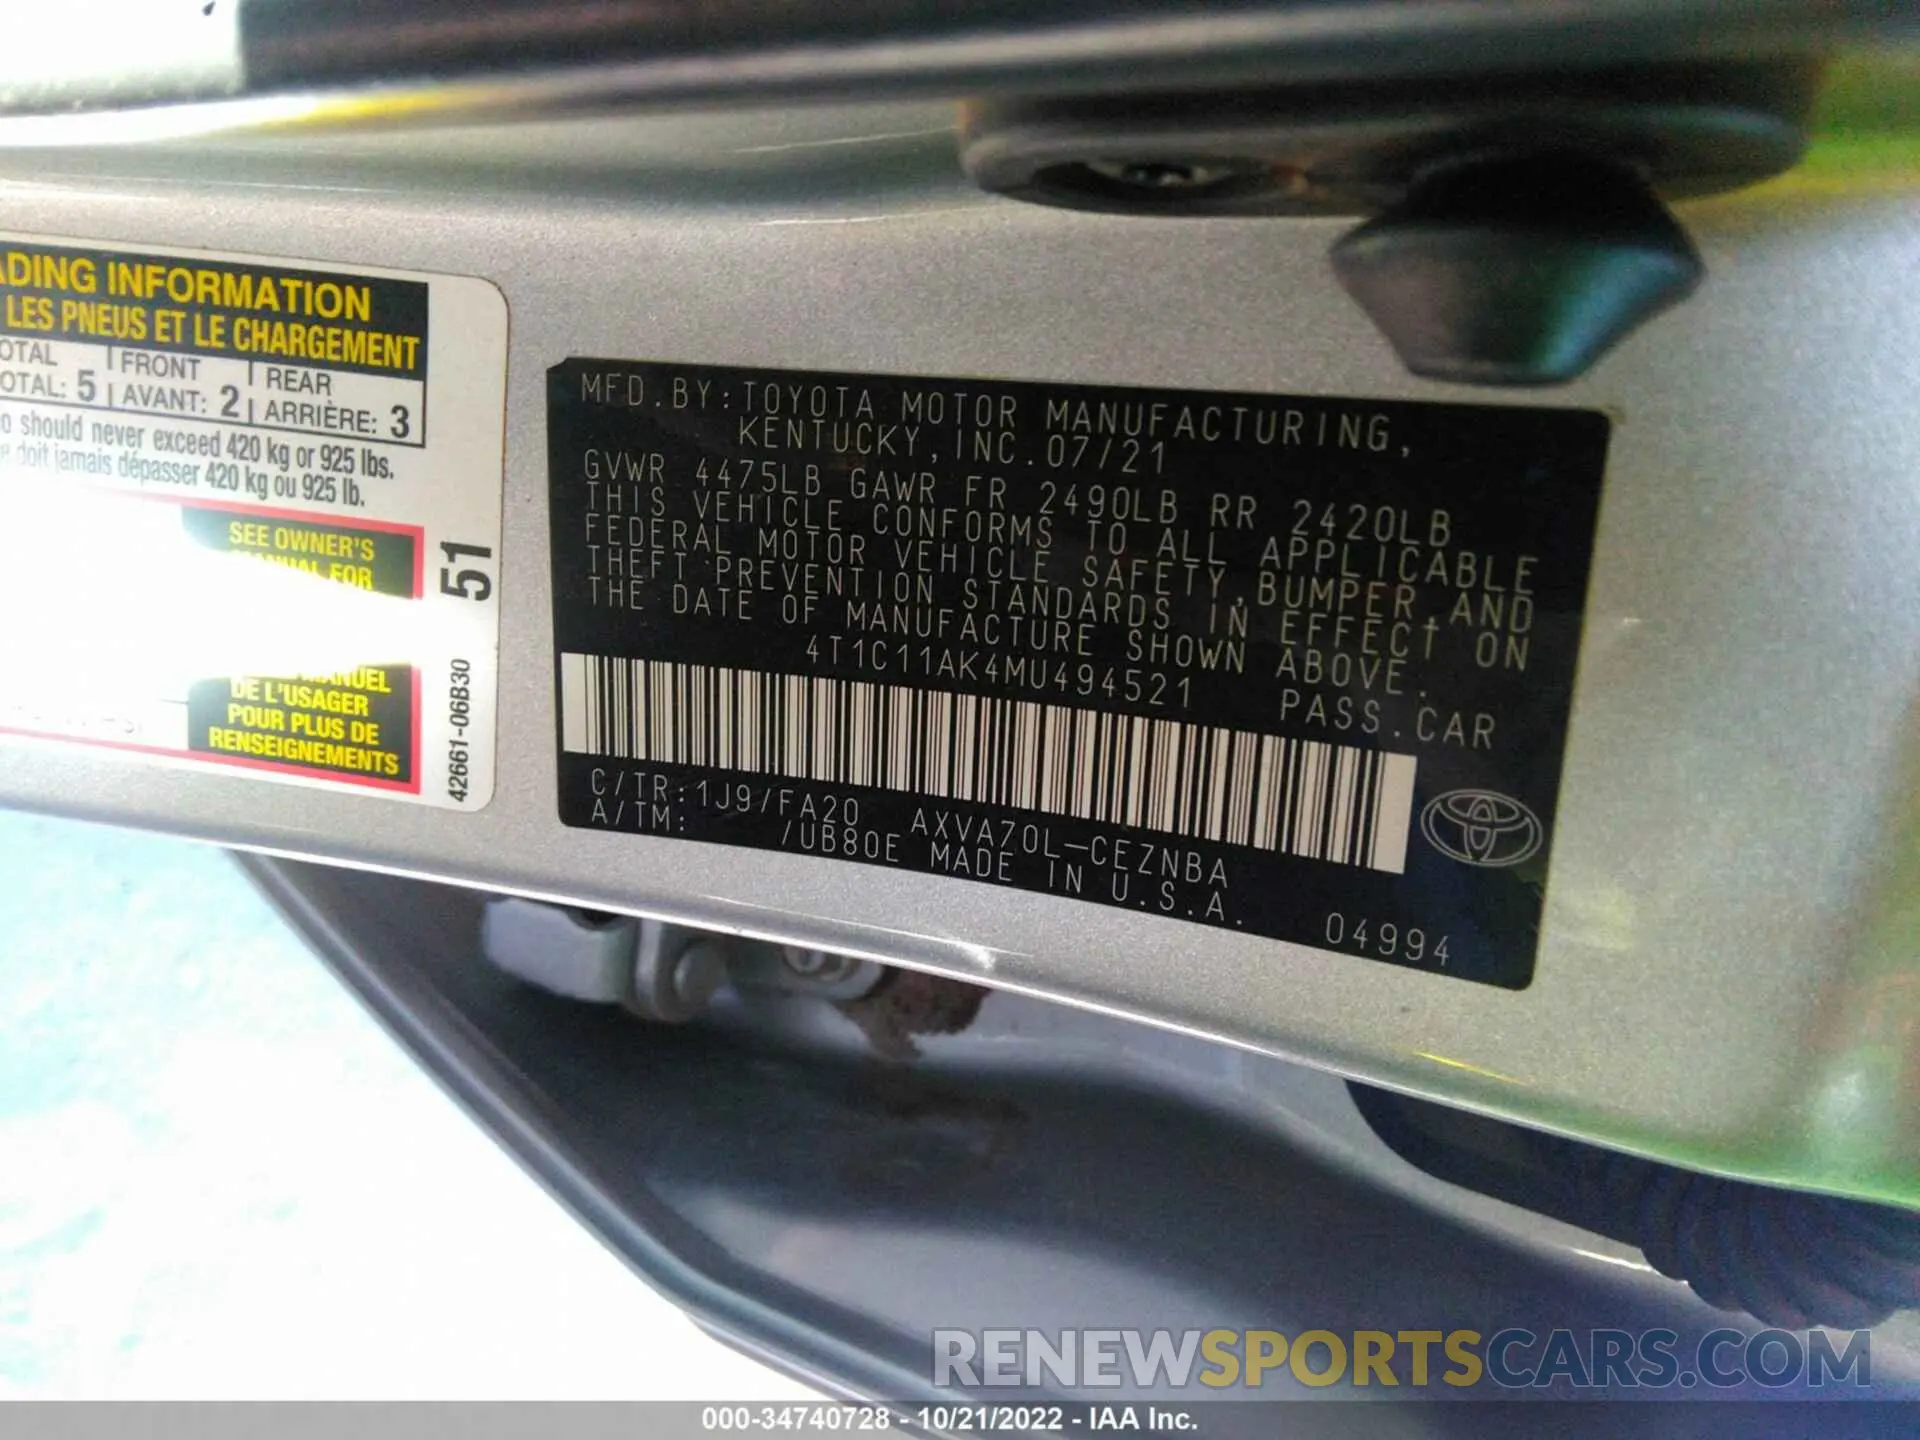 ADING INFORMATION
LES PNEUS ET LE CHARGEMENT
OTAL FRONT REAR
OTAL: 5 AVANT: 2 ARRIÈRE: 3
should never exceed 420 kg or 925 lbs.
doit jamais dépasser 420 kg ou 925 lb.
SEE OWNER'S
MANUAL FOR
MANUEL
DE L'USAGER
POUR PLUS DE
RENSEIGNEMENTS
42661-06B30 51
MFD.BY:TOYOTA MOTOR MANUFACTURING,
KENTUCKY,INC.07/21
GVWR 4475LB GAWR FR 2490LB RR 2420LB
THIS VEHICLE CONFORMS TO ALL APPLICABLE
FEDERAL MOTOR VEHICLE SAFETY,BUMPER,AND
THEFT PREVENTION STANDARDS IN EFFECT ON
THE DATE OF MANUFACTURE SHOWN ABOVE.
4T1C11AK4MU494521 PASS.CAR
C/TR:1J9/FA20 AXVA70L-CEZNBA
A/TM: /UB80E MADE IN U.S.A.
04994
RENEWSPORTSCARS.COM
000-34740728 - 10/21/2022 - IAA Inc.